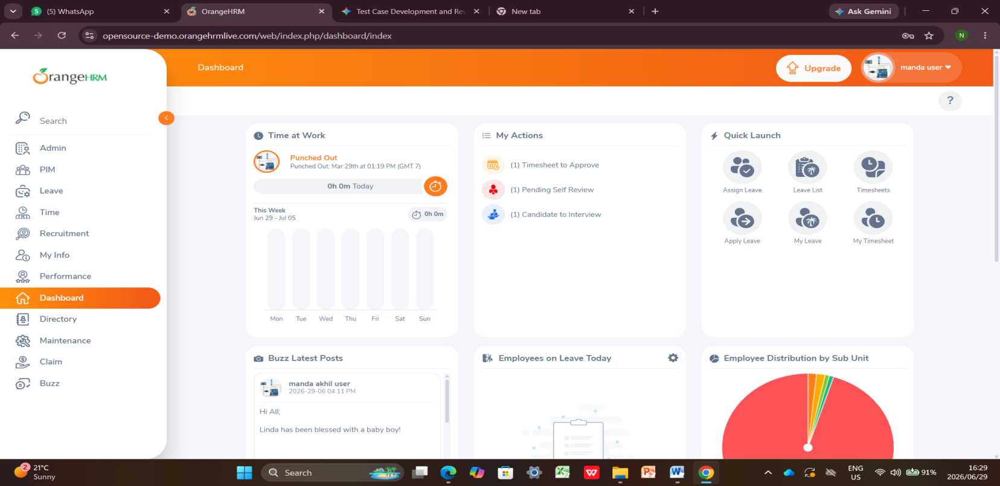 5
(5) WhatsApp
OrangeHRM
Test Case Development and Re
New tab
Ask Gemini
opensource-demo.orangehrmlive.com/web/index.php/dashboard/index
N
OrangeHRM
Dashboard
Upgrade
manda user
?
Search
Admin
PIM
Leave
Time
Recruitment
My Info
Performance
Dashboard
Directory
Maintenance
Claim
Buzz
Time at Work
Punched Out
Punched Out: Mar 29th at 01:19 PM (GMT 7)
0h 0m Today
This Week
Jun 29 - Jul 05
0h 0m
Mon Tue Wed Thu Fri Sat Sun
My Actions
(1) Timesheet to Approve
(1) Pending Self Review
(1) Candidate to Interview
Quick Launch
Assign Leave Leave List Timesheets
Apply Leave My Leave My Timesheet
Buzz Latest Posts
manda akhil user
2026-29-06 04:11 PM
Hi All;
Linda has been blessed with a baby boy!
Employees on Leave Today
Employee Distribution by Sub Unit
2
21°C
Sunny
Search
ENG
US
91%
16:29
2026/06/29